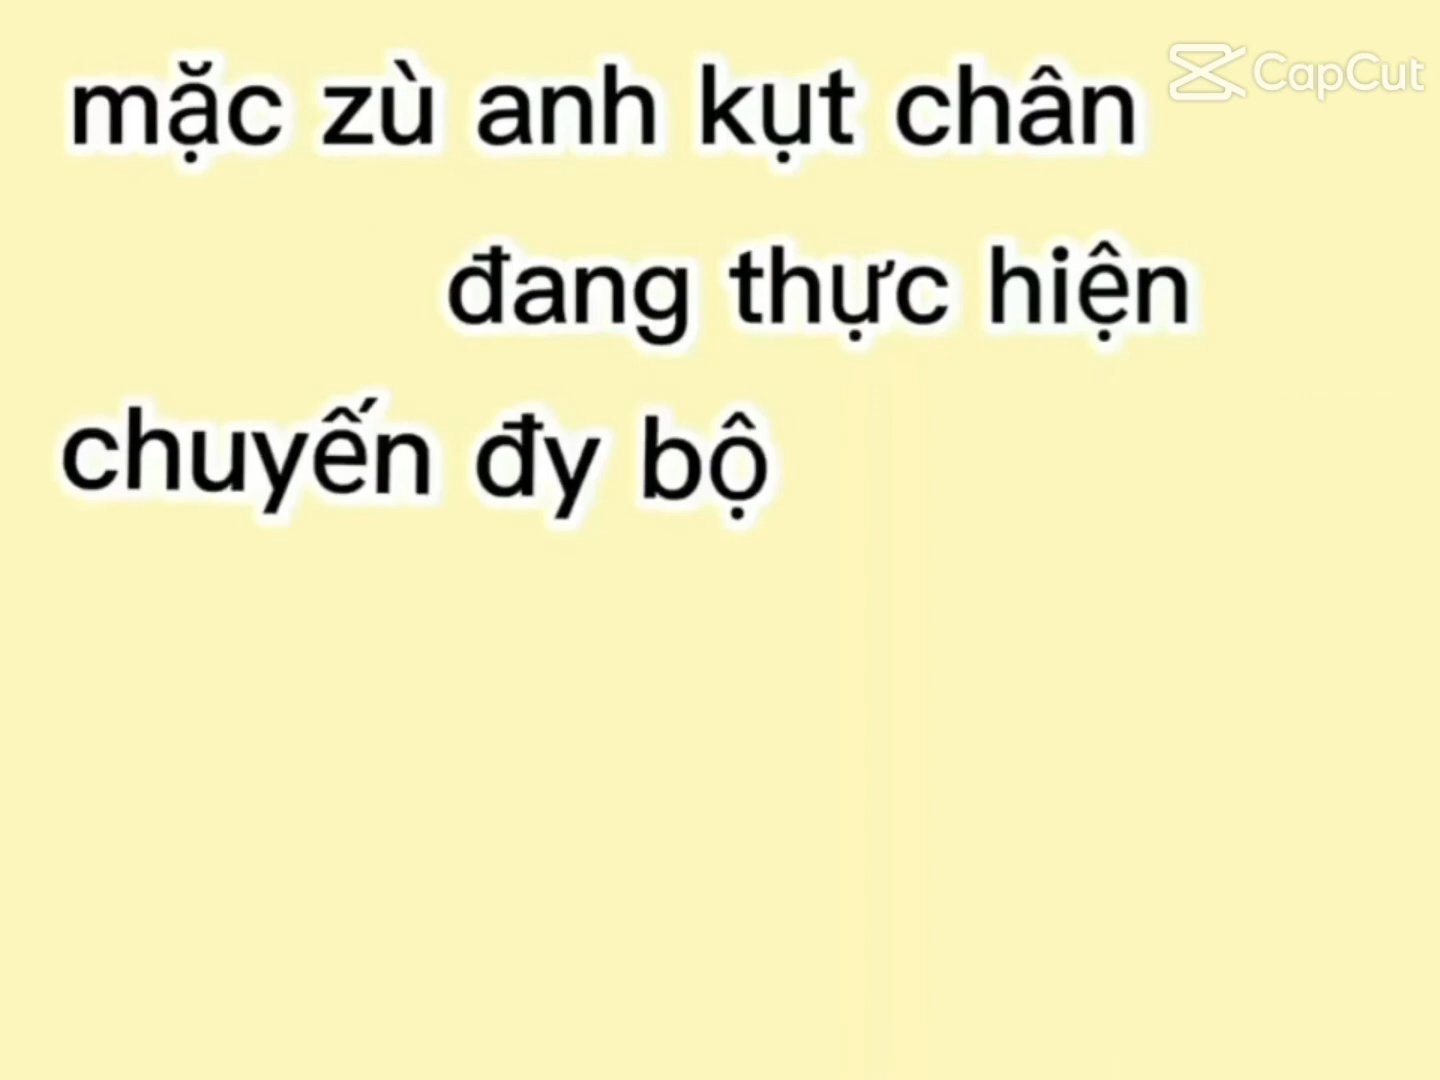 mặc zù anh kụt chân
CapCut
đang thực hiện
chuyến đy bộ